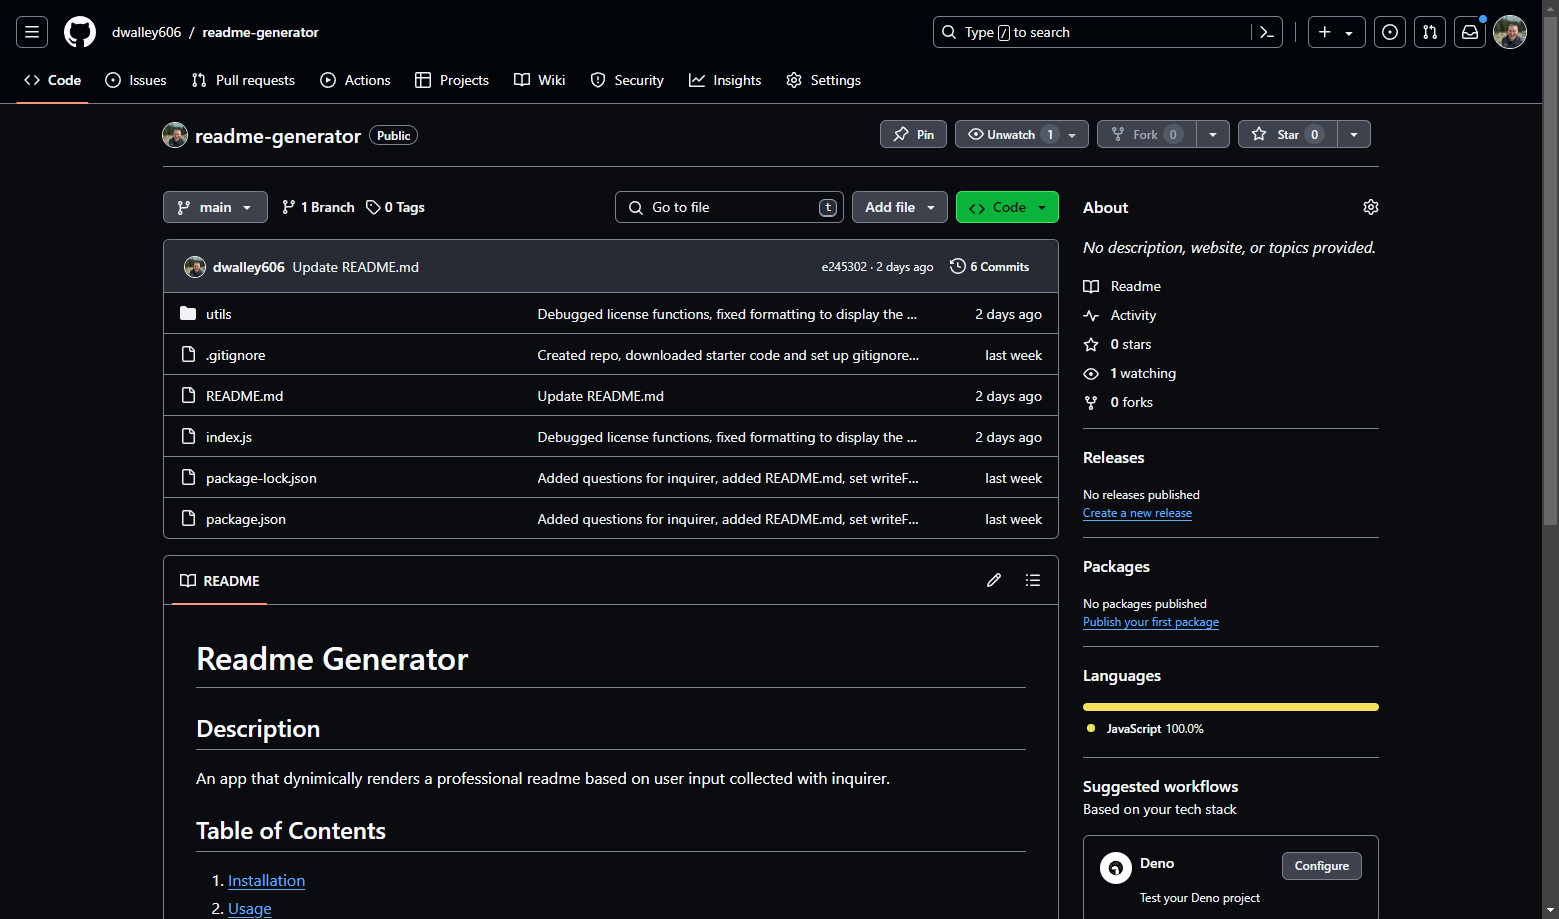 dwalley606 / readme-generator
Type / to search
Code Issues Pull requests Actions Projects Wiki Security Insights Settings
readme-generator Public
Pin Unwatch 1 Fork 0 Star 0
main 1 Branch 0 Tags Go to file t Add file Code
dwalley606 Update README.md e245302 · 2 days ago 6 Commits
utils Debugged license functions, fixed formatting to display the ... 2 days ago
.gitignore Created repo, downloaded starter code and set up gitignore... last week
README.md Update README.md 2 days ago
index.js Debugged license functions, fixed formatting to display the ... 2 days ago
package-lock.json Added questions for inquirer, added README.md, set writeF... last week
package.json Added questions for inquirer, added README.md, set writeF... last week
README
Readme Generator
Description
An app that dynimically renders a professional readme based on user input collected with inquirer.
Table of Contents
1. Installation
2. Usage
About
No description, website, or topics provided.
Readme
Activity
0 stars
1 watching
0 forks
Releases
No releases published
Create a new release
Packages
No packages published
Publish your first package
Languages
JavaScript 100.0%
Suggested workflows
Based on your tech stack
Deno Configure
Test your Deno project